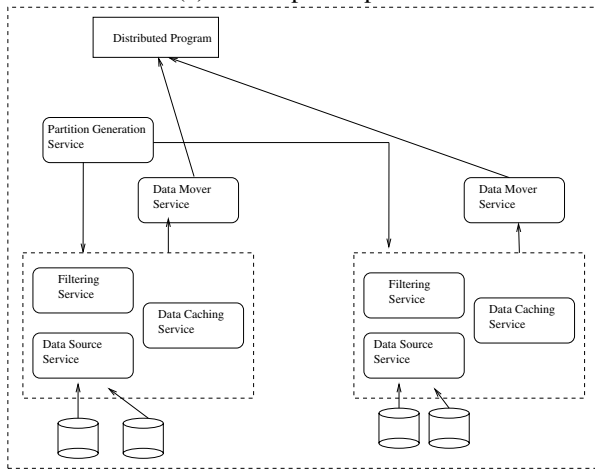 Distributed Program
Partition Generation
Service
Data Mover
Service
Data Mover
Service
Filtering
Service
Data Caching
Service
Data Source
Service
Filtering
Service
Data Caching
Service
Data Source
Service